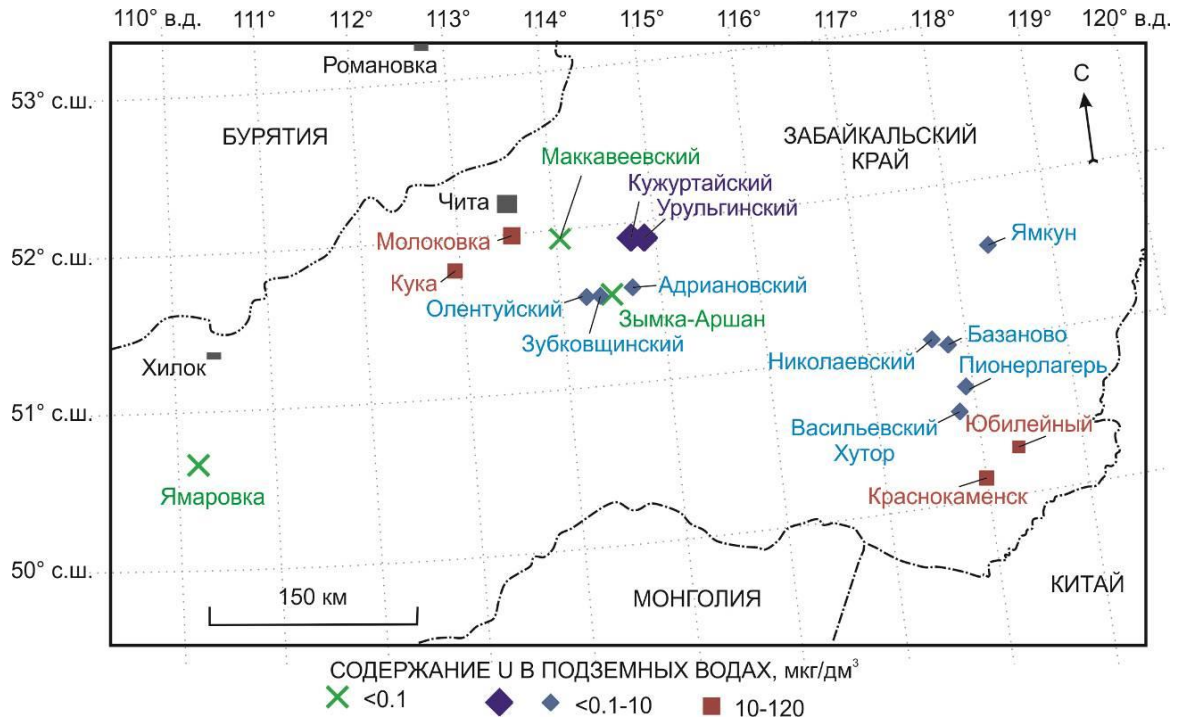 110° в.д. 111° 112° 113° 114° 115° 116° 117° 118° 119° 120° в.д.
Романовка
С
53° с.ш.
БУРЯТИЯ
ЗАБАЙКАЛЬСКИЙ
КРАЙ
Маккавеевский
Кужуртайский
Чита
Урульгинский
Молоковка
Ямкун
52° с.ш.
Кука
Адриановский
Олентуйский
Зымка-Аршан
Зубковщинский
Базаново
Николаевский
Хилок
Пионерлагерь
51° с.ш.
Васильевский
Хутор
Юбилейный
Ямаровка
Краснокаменск
50° с.ш.
150 км
МОНГОЛИЯ
КИТАЙ
СОДЕРЖАНИЕ U В ПОДЗЕМНЫХ ВОДАХ, мкг/дм³
<0.1 <0.1-10 10-120